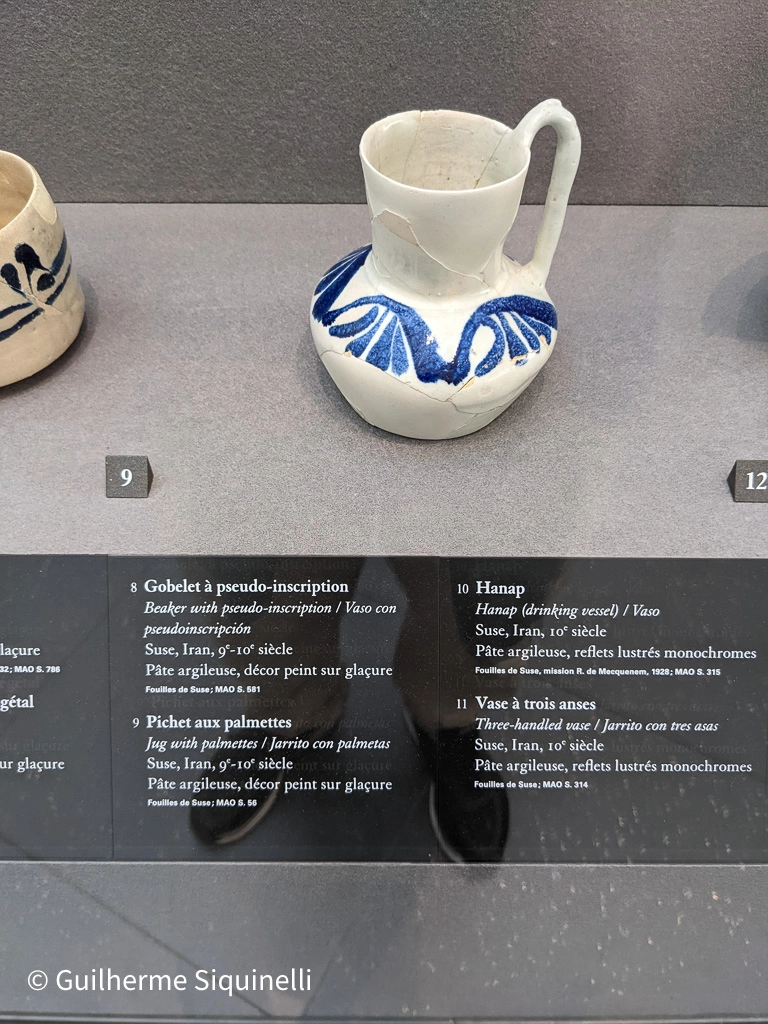 9
12
laçure
32; MAO S. 786
gétal
ur glaçure
8 Gobelet à pseudo-inscription
Beaker with pseudo-inscription / Vaso con
pseudoinscripción
Suse, Iran, 9e-10e siècle
Pâte argileuse, décor peint sur glaçure
Fouilles de Suse; MAO S. 581
9 Pichet aux palmettes
Jug with palmettes / Jarrito con palmetas
Suse, Iran, 9e-10e siècle
Pâte argileuse, décor peint sur glaçure
Fouilles de Suse; MAO S. 56
10 Hanap
Hanap (drinking vessel) / Vaso
Suse, Iran, 10e siècle
Pâte argileuse, reflets lustrés monochromes
Fouilles de Suse, mission R. de Mecquenem, 1928; MAO S. 315
11 Vase à trois anses
Three-handled vase / Jarrito con tres asas
Suse, Iran, 10e siècle
Pâte argileuse, reflets lustrés monochromes
Fouilles de Suse; MAO S. 314
© Guilherme Siquinelli